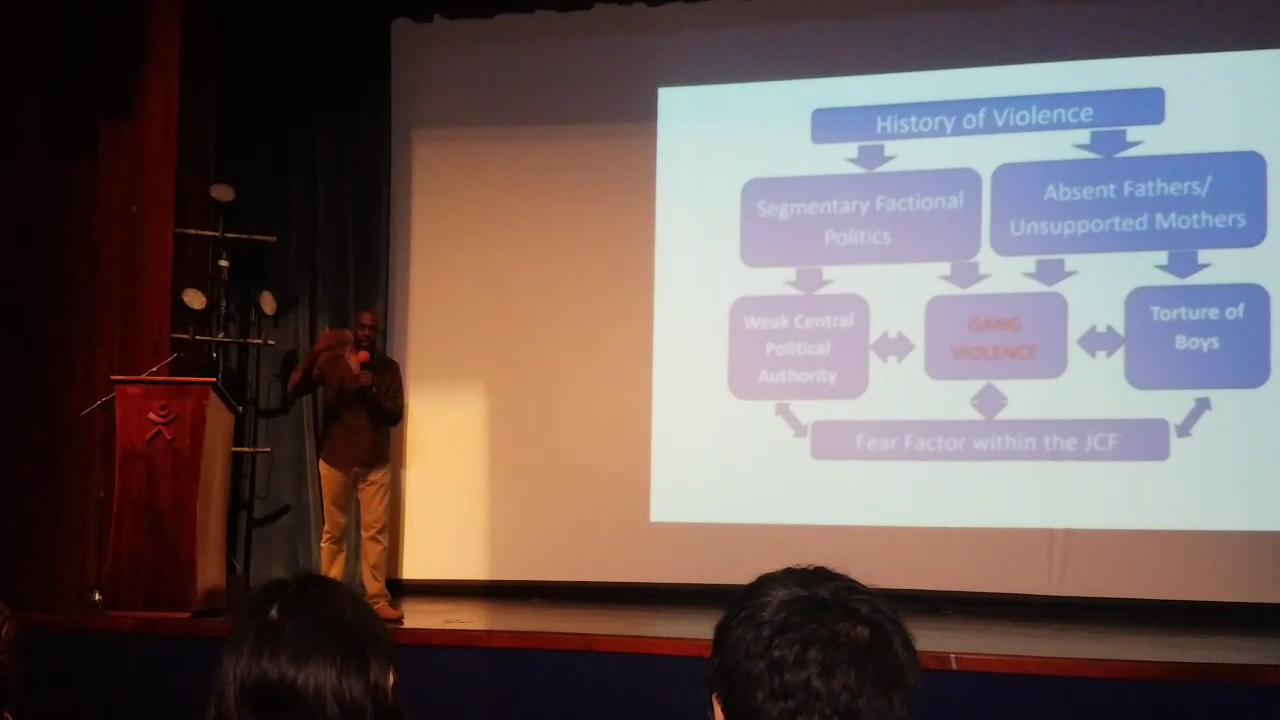 History of Violence
Segmentary Factional
Politics
Absent Fathers/
Unsupported Mothers
Weak Central
Political
Authority
GANG
VIOLENCE
Torture of
Boys
Fear Factor within the JCF